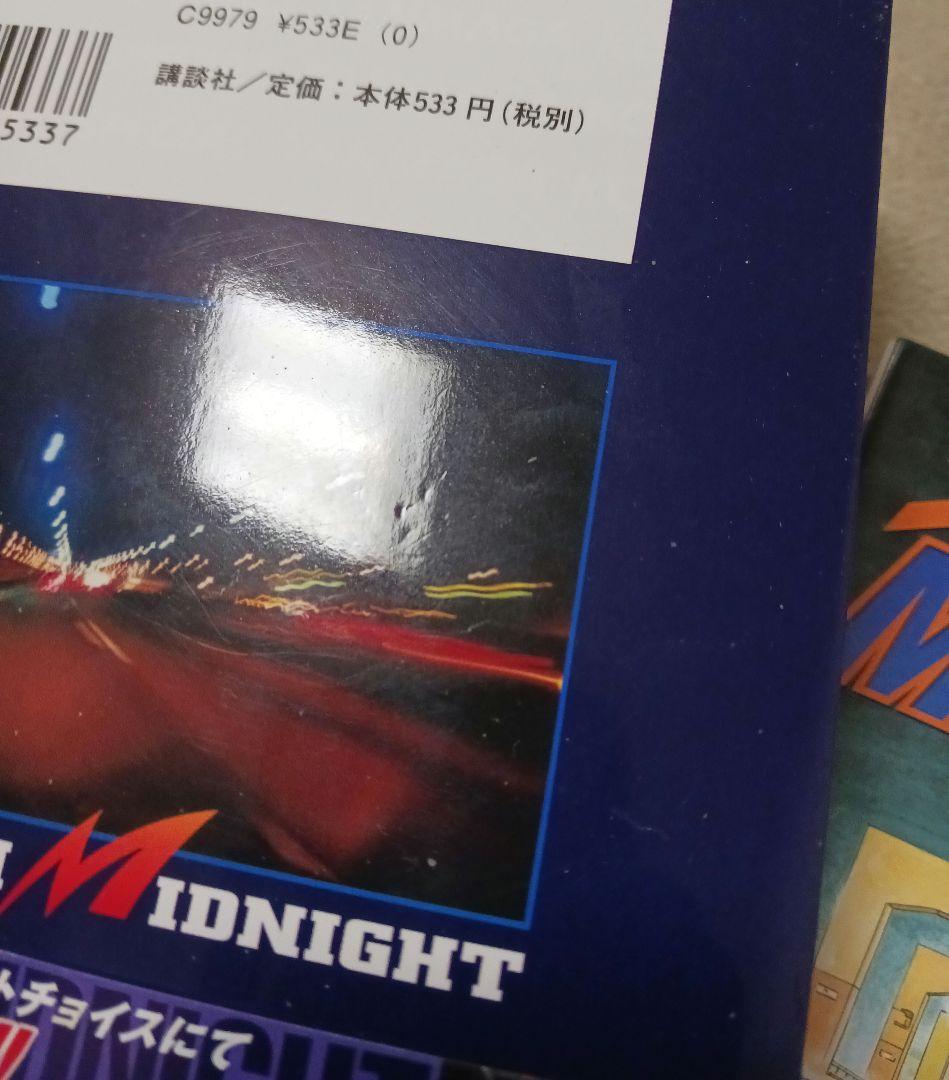 C9979 ¥533E (0)
5337
講談社／定価：本体533円(税別)
MIDNIGHT
トチョイスにて